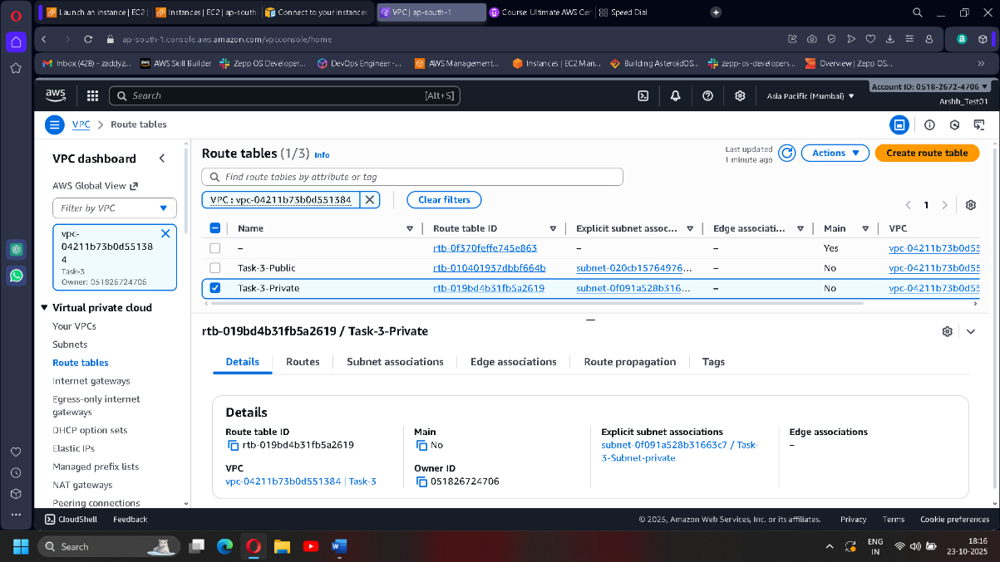 Launch an instance | EC2 |
Instances | EC2 | ap-south-
Connect to your instances
VPC | ap-south-1
Course: Ultimate AWS Cer
Speed Dial
ap-south-1.console.aws.amazon.com/vpcconsole/home
Inbox (428) - zaddyz...
AWS Skill Builder
Zepp OS Developer...
DevOps Engineer -...
AWS Management...
Instances | EC2 Man...
Building AsteroidOS...
zepp-os-developers...
Overview | Zepp OS...
aws
Search
[Alt+S]
Asia Pacific (Mumbai)
Account ID: 0518-2672-4706
Arshh_Test01
VPC
Route tables
VPC dashboard
AWS Global View
Filter by VPC
vpc-
04211b73b0d55138
4
Task-3
Owner: 051826724706
Virtual private cloud
Your VPCs
Subnets
Route tables
Internet gateways
Egress-only internet
gateways
DHCP option sets
Elastic IPs
Managed prefix lists
NAT gateways
Peering connections
Route tables (1/3) Info
Last updated
1 minute ago
Actions
Create route table
Find route tables by attribute or tag
VPC : vpc-04211b73b0d551384
Clear filters
1
Name Route table ID Explicit subnet assoc... Edge associati... Main VPC
– rtb-0f370feffe745e863 – – Yes vpc-04211b73b0d55
Task-3-Public rtb-010401937dbbf664b subnet-020cb15764976... – No vpc-04211b73b0d55
Task-3-Private rtb-019bd4b31fb5a2619 subnet-0f091a528b316... – No vpc-04211b73b0d55
rtb-019bd4b31fb5a2619 / Task-3-Private
Details Routes Subnet associations Edge associations Route propagation Tags
Details
Route table ID
rtb-019bd4b31fb5a2619
VPC
vpc-04211b73b0d551384 | Task-3
Main
No
Owner ID
051826724706
Explicit subnet associations
subnet-0f091a528b31663c7 / Task-
3-Subnet-private
Edge associations
–
CloudShell
Feedback
© 2025, Amazon Web Services, Inc. or its affiliates.
Privacy
Terms
Cookie preferences
Search
ENG
IN
18:16
23-10-2025